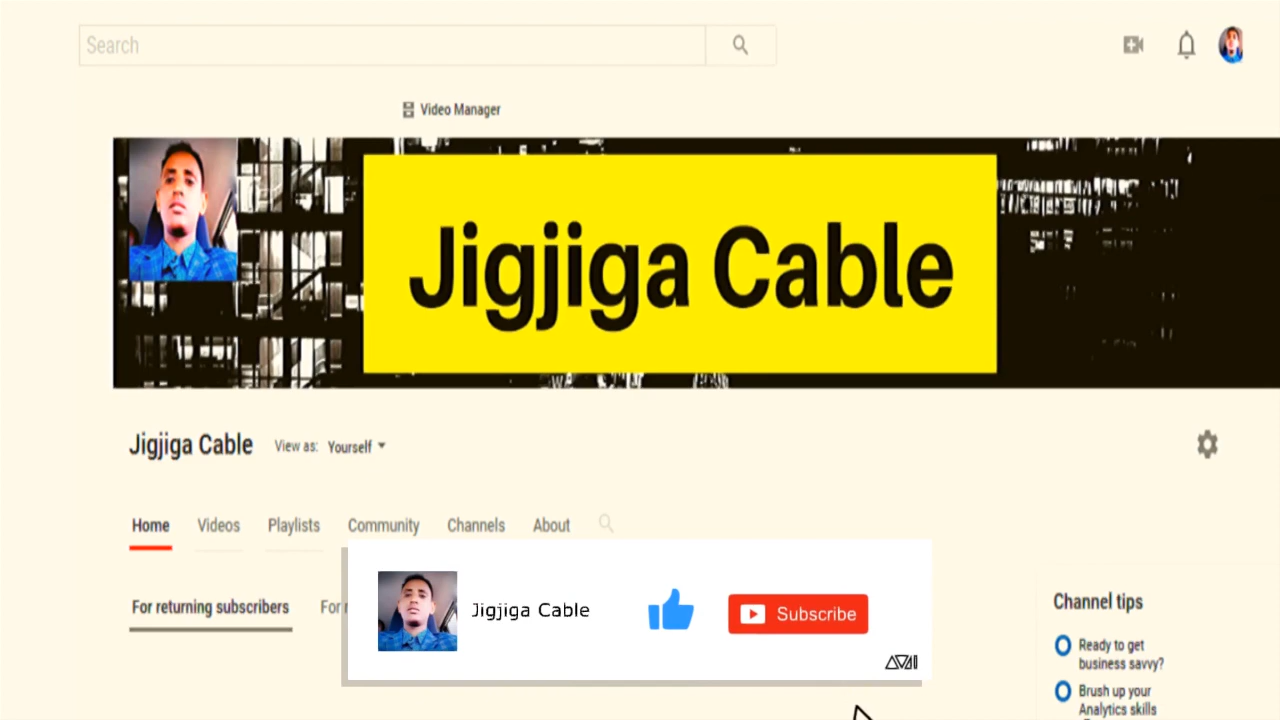 Search
Video Manager
Jigjiga Cable
Jigjiga Cable View as: Yourself
Home Videos Playlists Community Channels About
For returning subscribers For
Jigjiga Cable Subscribe
Channel tips
Ready to get
business savvy?
Brush up your
Analytics skills